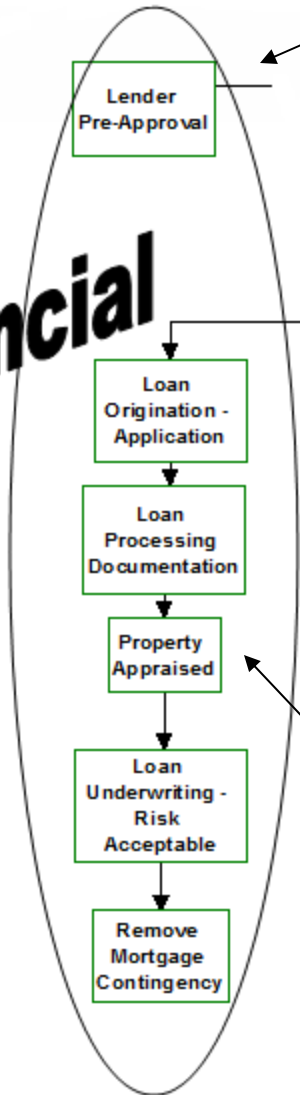 Lender
Pre-Approval
ncial
Loan
Origination -
Application
Loan
Processing
Documentation
Property
Appraised
Loan
Underwriting -
Risk
Acceptable
Remove
Mortgage
Contingency